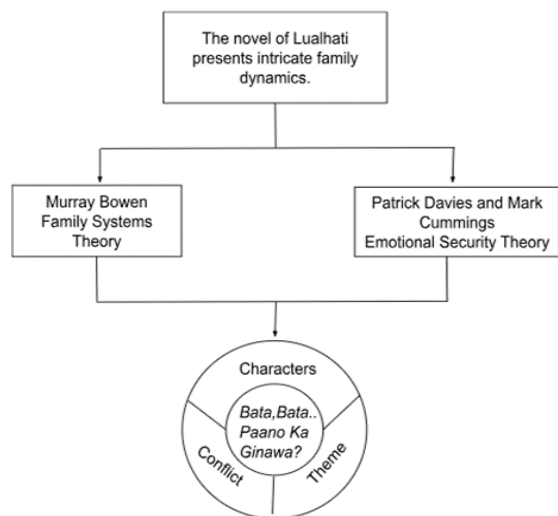 The novel of Lualhati
presents intricate family
dynamics.
Murray Bowen
Family Systems
Theory
Patrick Davies and Mark
Cummings
Emotional Security Theory
Characters
Bata,Bata..
Paano Ka
Ginawa?
Conflict
Theme